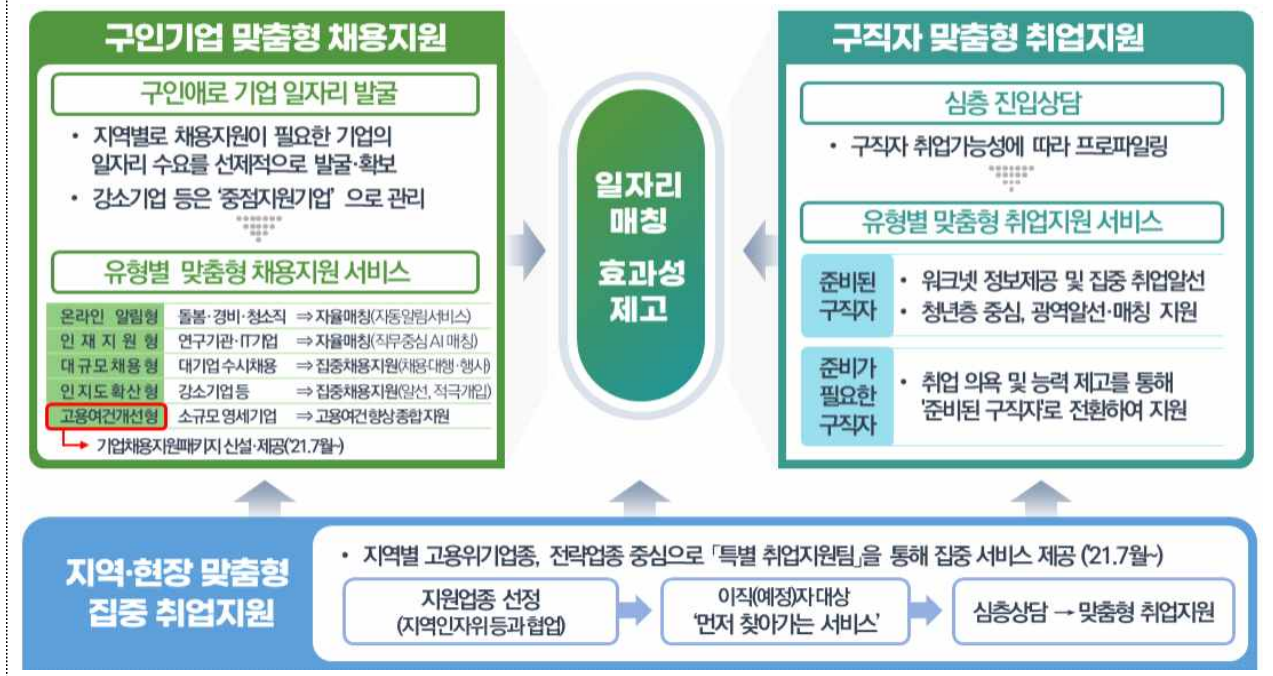 구인기업 맞춤형 채용지원
구인애로 기업 일자리 발굴
• 지역별로 채용지원이 필요한 기업의
일자리 수요를 선제적으로 발굴·확보
• 강소기업 등은 '중점지원기업' 으로 관리
유형별 맞춤형 채용지원 서비스
온라인 알림형 돌봄·경비·청소직 ⇒ 자율매칭(자동알림서비스)
인재지원형 연구기관·IT기업 ⇒ 자율매칭(직무중심 AI 매칭)
대규모채용형 대기업 수시채용 ⇒ 집중채용지원(채용대행·행사)
인지도확산형 강소기업 등 ⇒ 집중채용지원(알선, 적극개입)
고용여건개선형 소규모 영세기업 ⇒ 고용여건 향상 종합지원
기업채용지원패키지 신설·제공('21.7월~)
일자리
매칭
효과성
제고
구직자 맞춤형 취업지원
심층 진입상담
• 구직자 취업가능성에 따라 프로파일링
유형별 맞춤형 취업지원 서비스
준비된
구직자
• 워크넷 정보제공 및 집중 취업알선
• 청년층 중심, 광역알선·매칭 지원
준비가
필요한
구직자
• 취업 의욕 및 능력 제고를 통해
'준비된 구직자'로 전환하여 지원
지역·현장 맞춤형
집중 취업지원
• 지역별 고용위기업종, 전략업종 중심으로 「특별 취업지원팀」을 통해 집중 서비스 제공 ('21.7월~)
지원업종 선정
(지역인자위 등과 협업)
이직(예정)자 대상
'먼저 찾아가는 서비스'
심층상담 → 맞춤형 취업지원